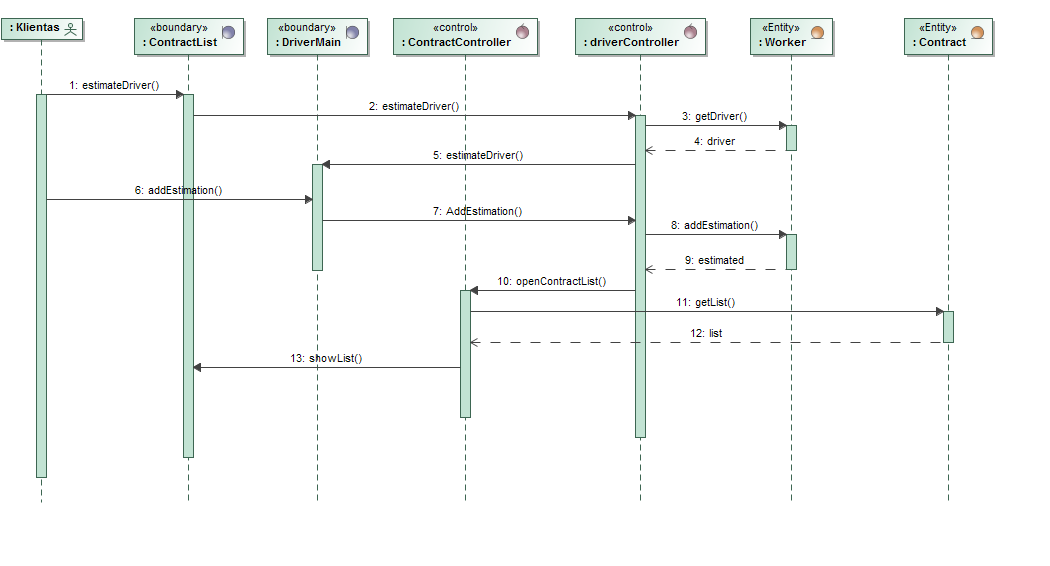 : Klientas
«boundary»
: ContractList
«boundary»
: DriverMain
«control»
: ContractController
«control»
: driverController
«Entity»
: Worker
«Entity»
: Contract
1: estimateDriver()
2: estimateDriver()
3: getDriver()
4: driver
5: estimateDriver()
6: addEstimation()
7: AddEstimation()
8: addEstimation()
9: estimated
10: openContractList()
11: getList()
12: list
13: showList()